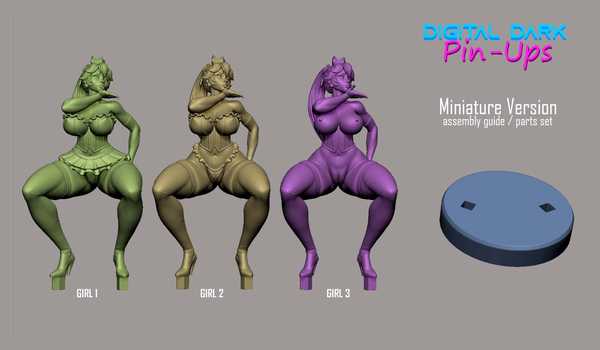 DIGITAL DARK
Pin-Ups
Miniature Version
assembly guide / parts set
GIRL 1
GIRL 2
GIRL 3